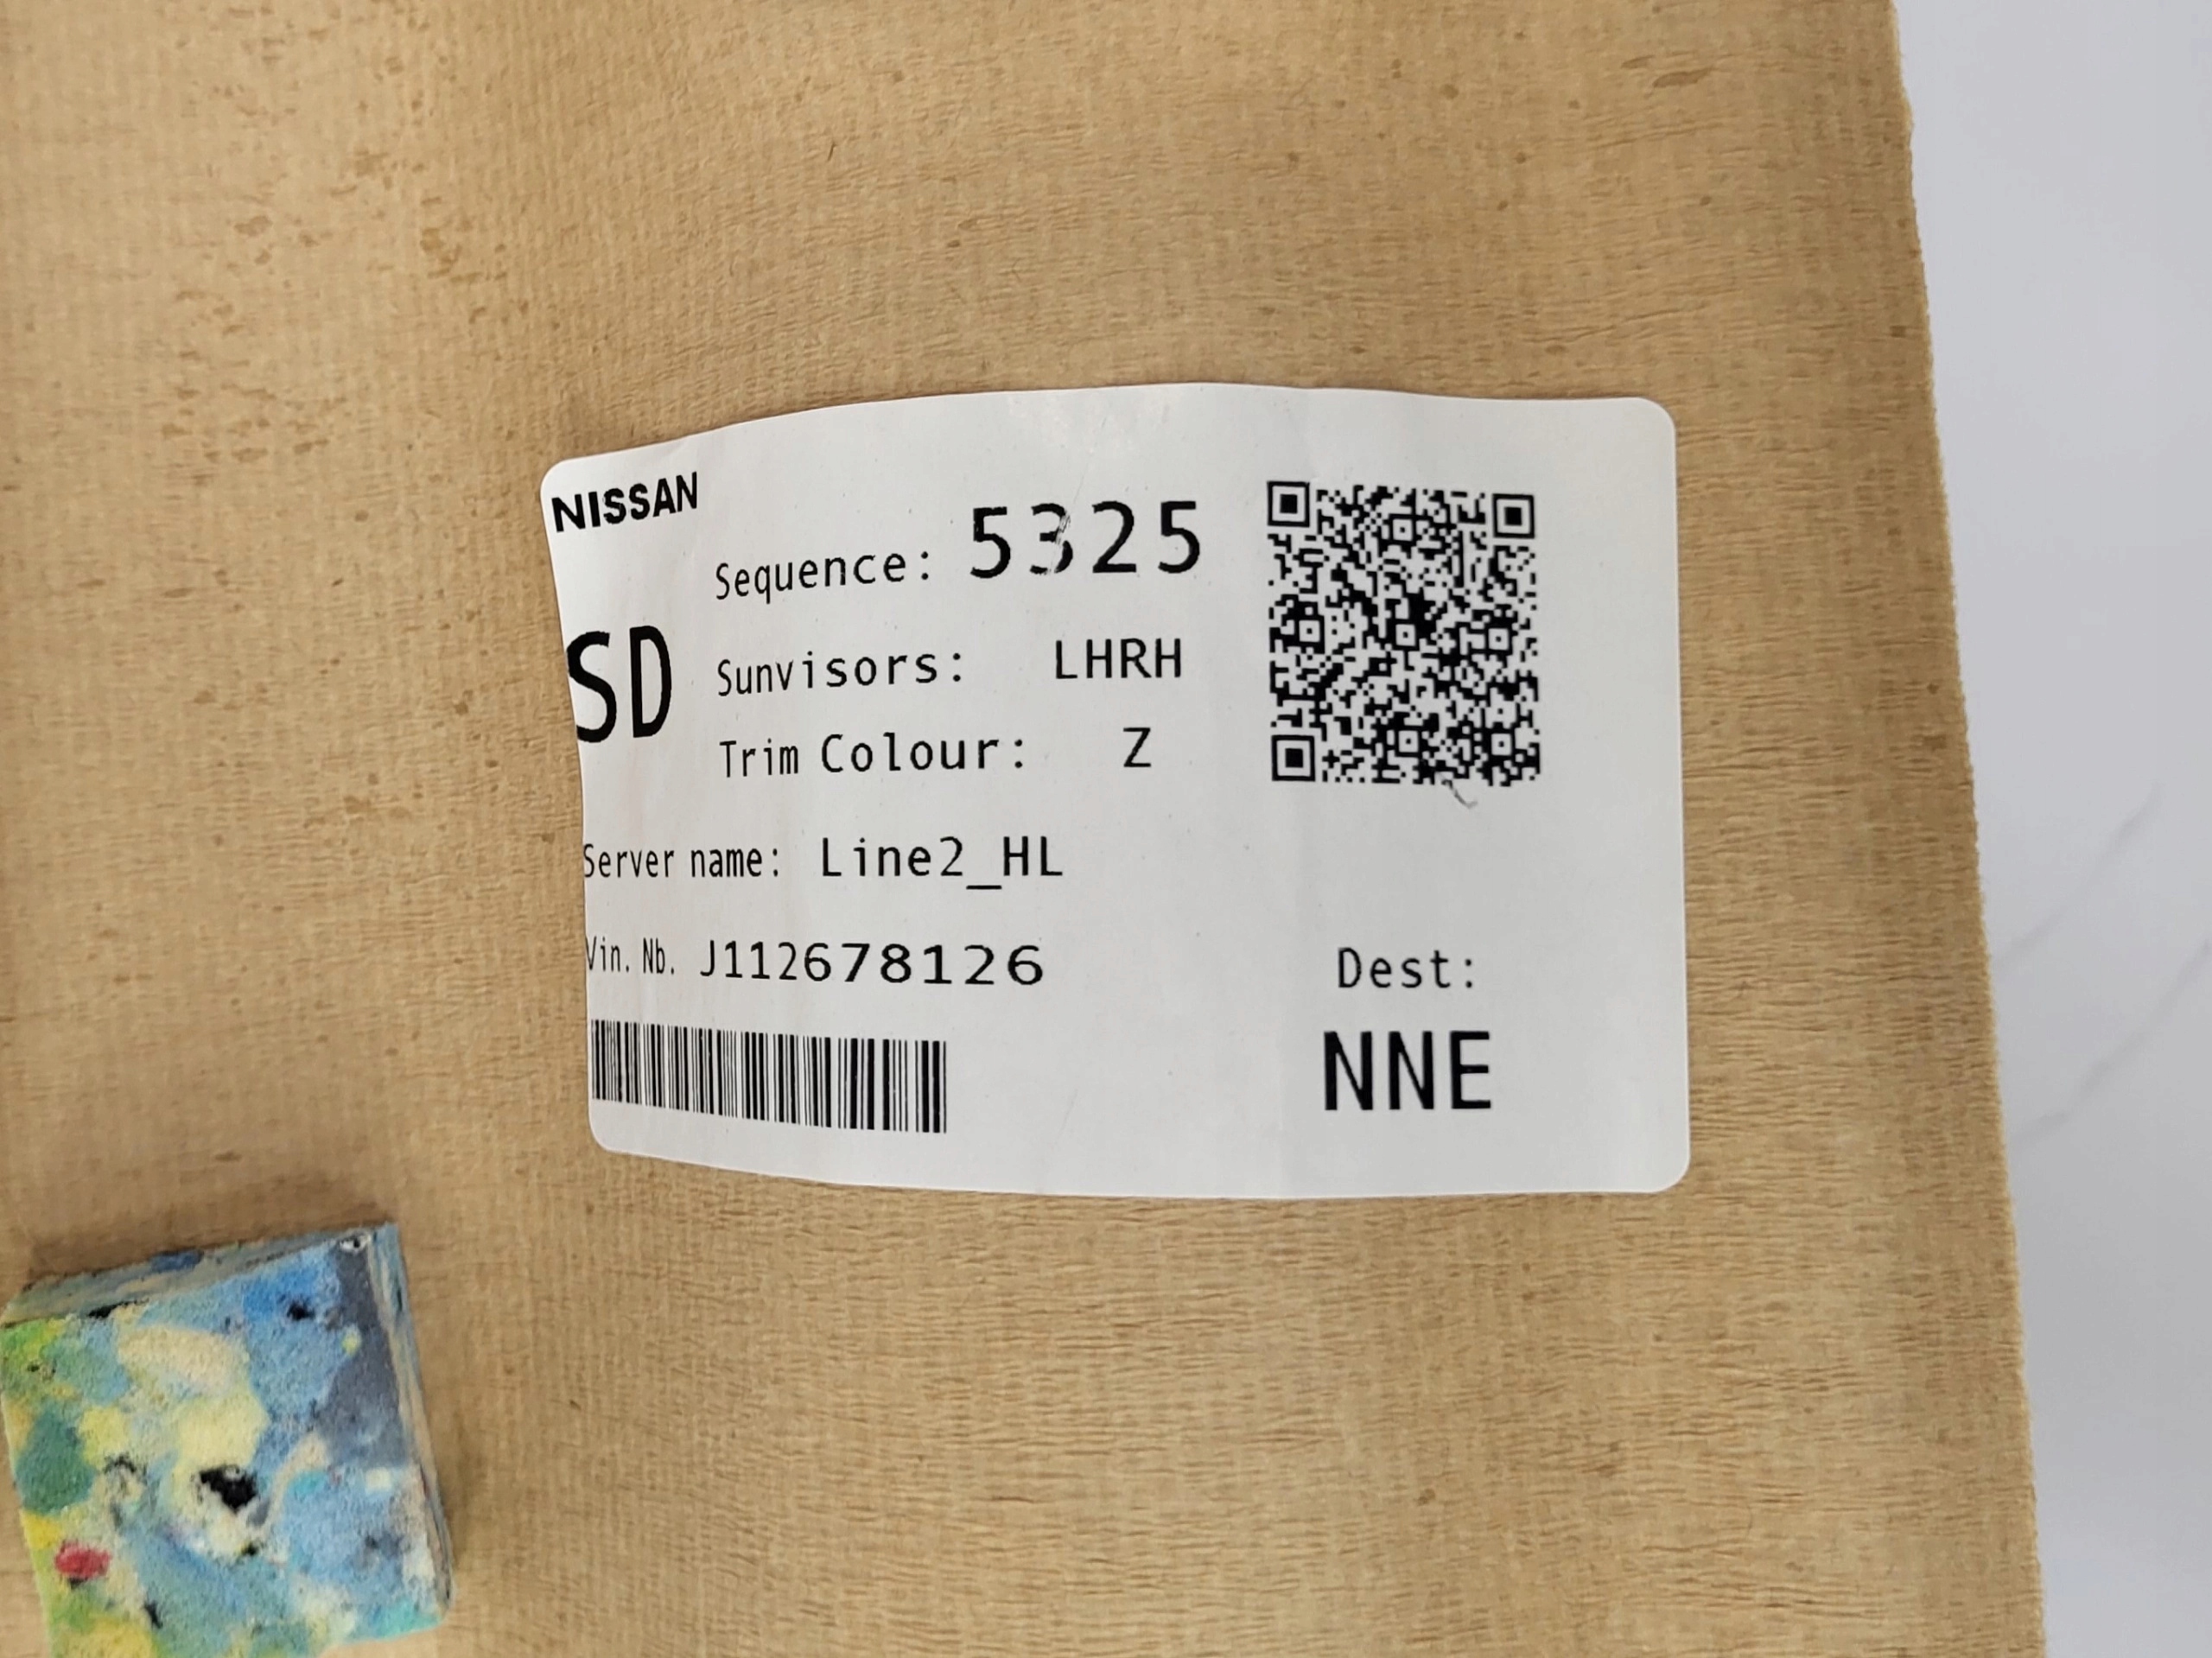 NISSAN
Sequence: 5325
SD
Sunvisors: LHRH
Trim Colour: Z
Server name: Line2_HL
Vin. Nb. J112678126
Dest:
NNE